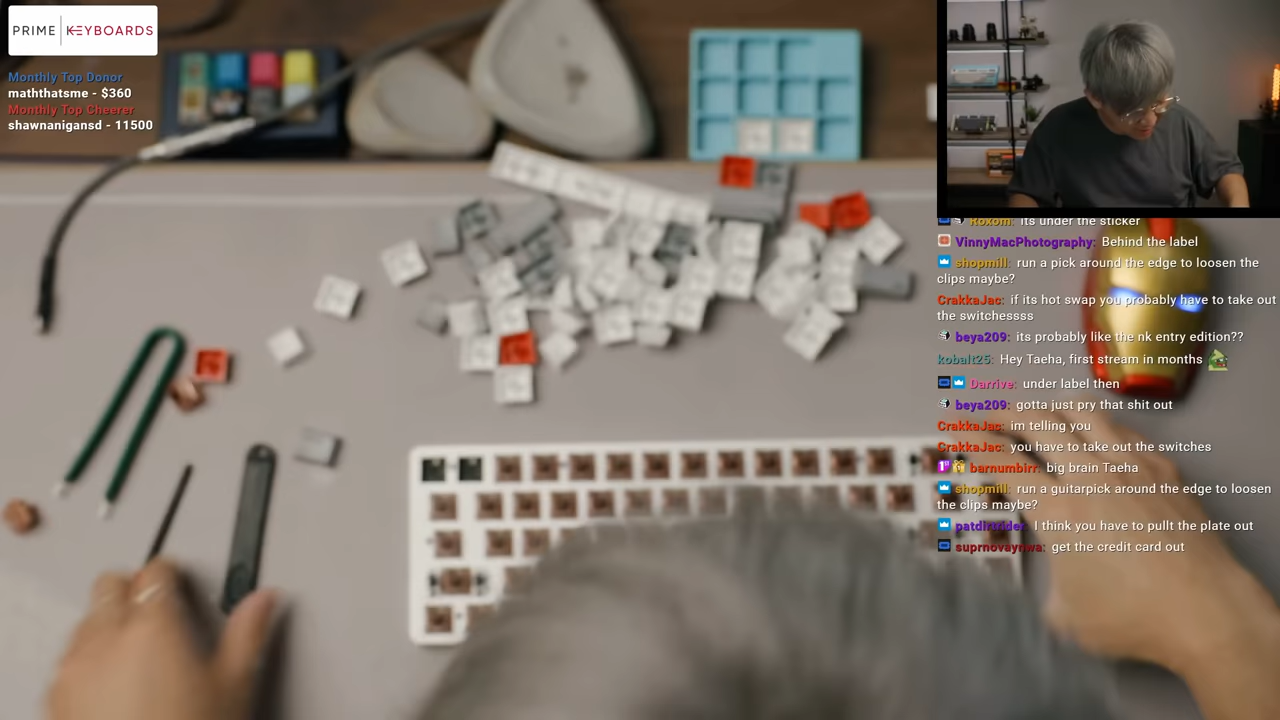 PRIME KEYBOARDS
Monthly Top Donor
maththatsme - $360
Monthly Top Cheerer
shawnanigansd - 11500
Roxom: Its under the sticker
VinnyMacPhotography: Behind the label
shopmill: run a pick around the edge to loosen the
clips maybe?
CrakkaJac: if its hot swap you probably have to take out
the switchessss
beya209: its probably like the nk entry edition??
kobalt25: Hey Taeha, first stream in months
Darrive: under label then
beya209: gotta just pry that shit out
CrakkaJac: im telling you
CrakkaJac: you have to take out the switches
barnumbirr: big brain Taeha
shopmill: run a guitarpick around the edge to loosen
the clips maybe?
patdirtrider: I think you have to pullt the plate out
suprnovaynwa: get the credit card out